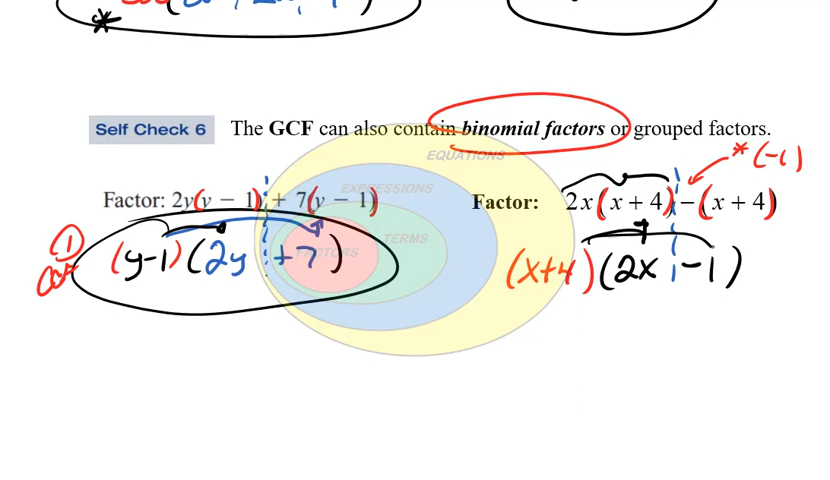 Self Check 6 The GCF can also contain binomial factors or grouped factors.
EQUATIONS
* (-1)
EXPRESSIONS
Factor: 2y(y − 1) + 7(y − 1)
Factor: 2x(x + 4) − (x + 4)
TERMS
FACTORS
①
(y-1)(2y + 7)
(x+4)(2x - 1)
*